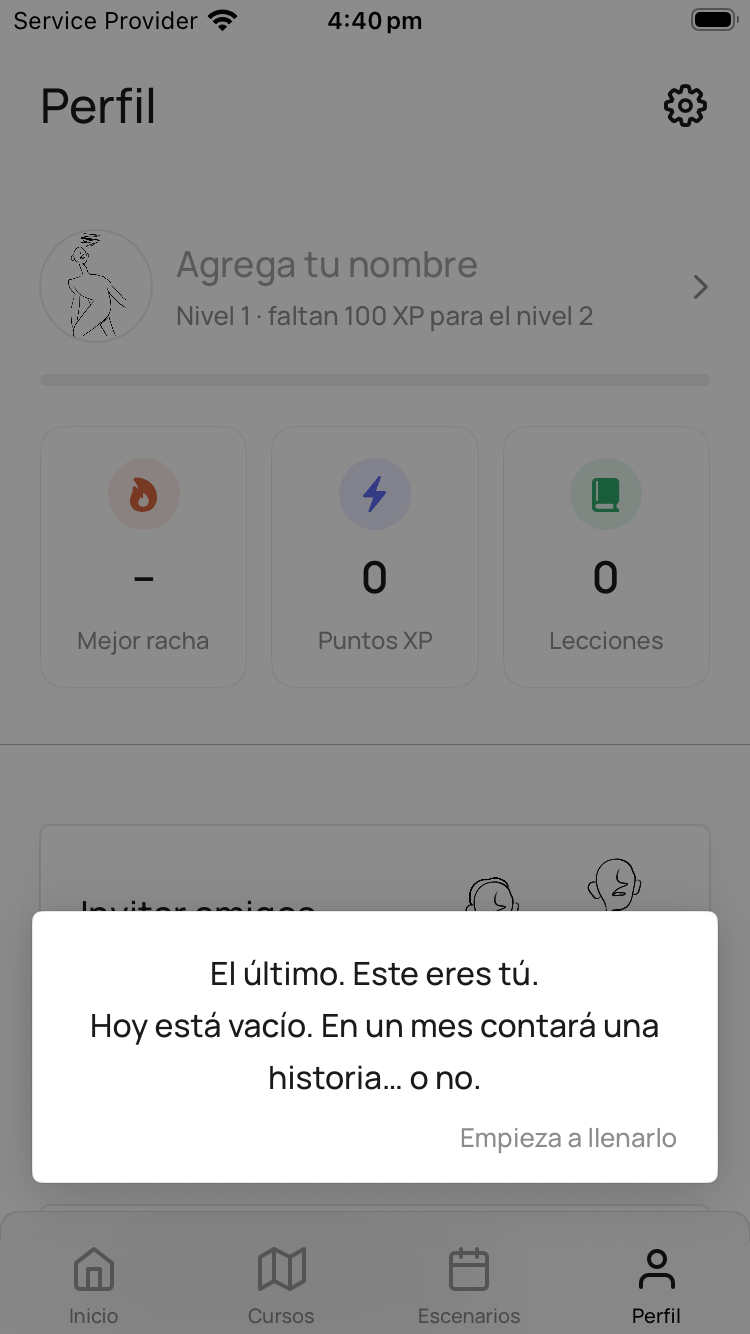 Service Provider
4:40 pm
Perfil
Agrega tu nombre
Nivel 1 · faltan 100 XP para el nivel 2
–
0
0
Mejor racha
Puntos XP
Lecciones
Invitar amigos
El último. Este eres tú.
Hoy está vacío. En un mes contará una
historia... o no.
Empieza a llenarlo
Inicio
Cursos
Escenarios
Perfil